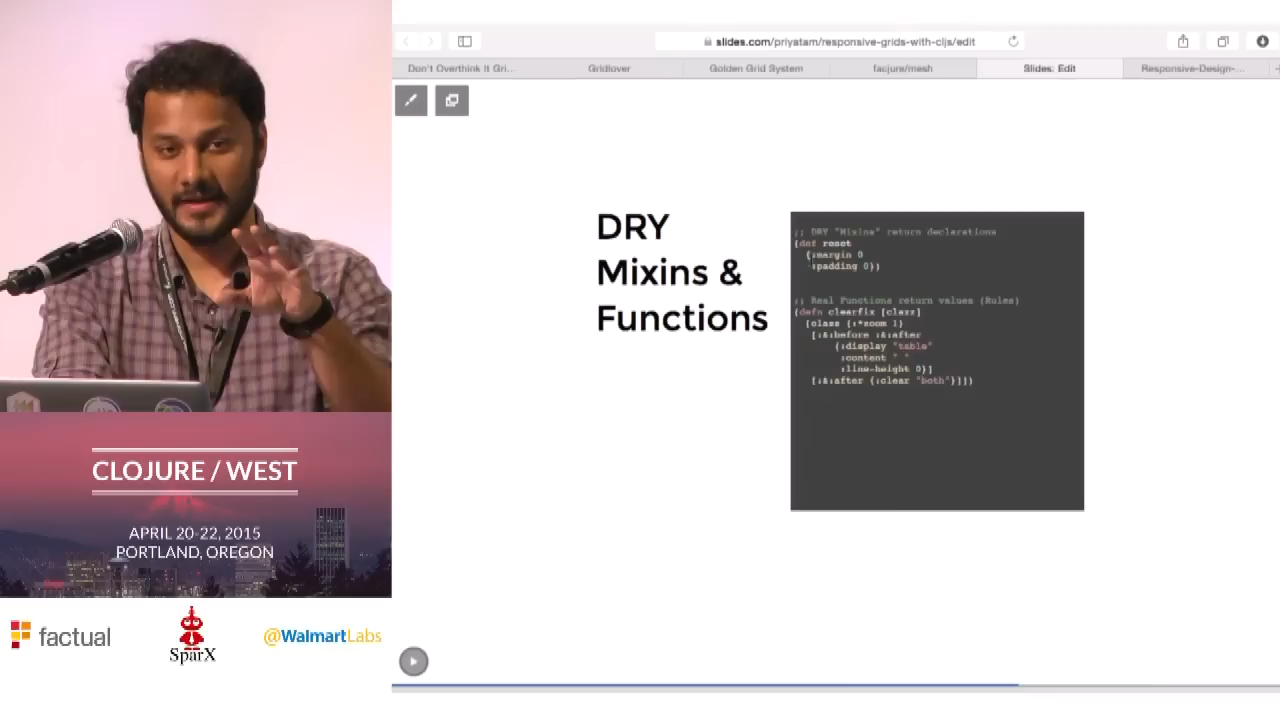 slides.com/priyatam/responsive-grids-with-cljs/edit
Don't Overthink It Gri...
Gridlover
Golden Grid System
facjure/mesh
Slides: Edit
Responsive-Design-...
DRY
Mixins &
Functions
;; DRY "Mixins" return declarations
(def reset
{:margin 0
:padding 0})
;; Real Functions return values (Rules)
(defn clearfix [class]
[class {:*zoom 1}
[:&:before :&:after
{:display "table"
:content " "
:line-height 0}]
[:&:after {:clear "both"}]])
CLOJURE / WEST
APRIL 20-22, 2015
PORTLAND, OREGON
factual
SparX
@WalmartLabs